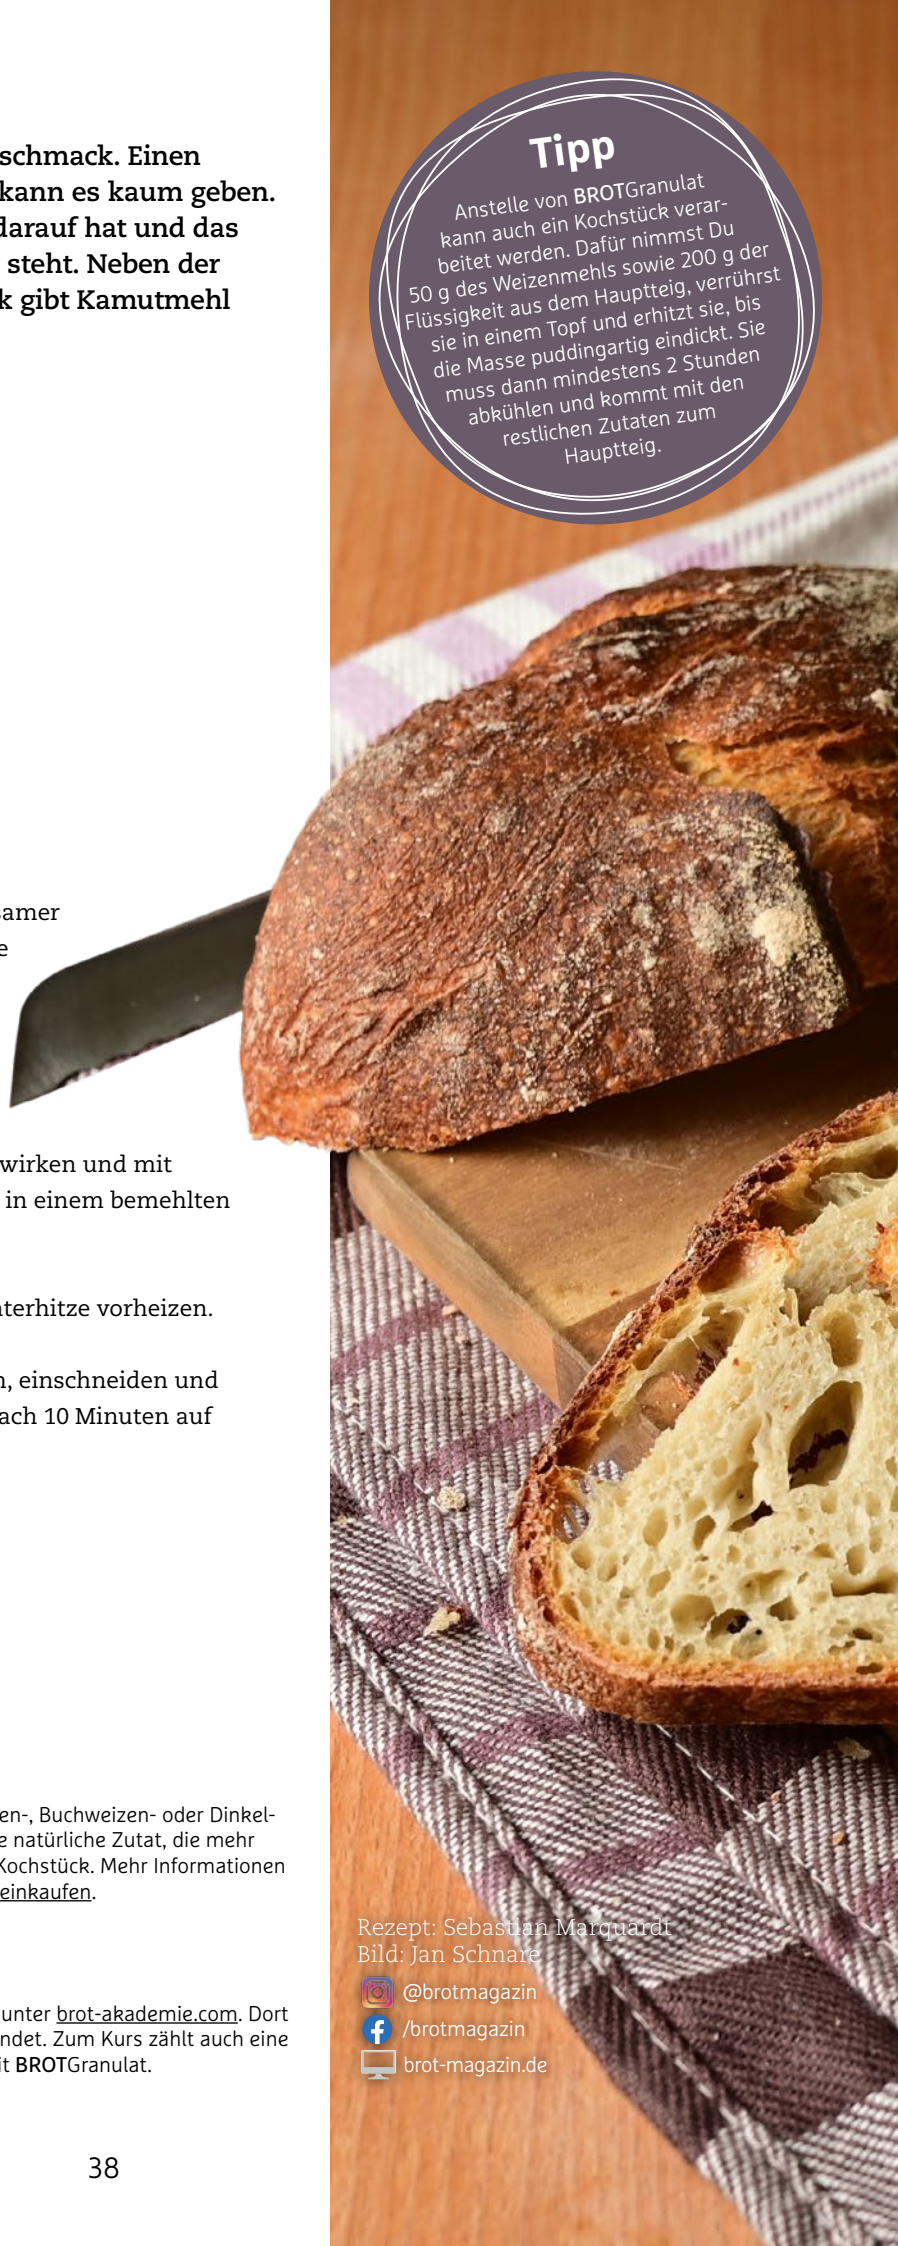 schmack. Einen
kann es kaum geben.
darauf hat und das
steht. Neben der
k gibt Kamutmehl
Tipp
Anstelle von BROTGranulat
kann auch ein Kochstück verar-
beitet werden. Dafür nimmst Du
50 g des Weizenmehls sowie 200 g der
Flüssigkeit aus dem Hauptteig, verrührst
sie in einem Topf und erhitzt sie, bis
die Masse puddingartig eindickt. Sie
muss dann mindestens 2 Stunden
abkühlen und kommt mit den
restlichen Zutaten zum
Hauptteig.
samer
e
wirken und mit
in einem bemehlten
nterhitze vorheizen.
n, einschneiden und
ach 10 Minuten auf
en-, Buchweizen- oder Dinkel-
e natürliche Zutat, die mehr
Kochstück. Mehr Informationen
einkaufen.
unter brot-akademie.com. Dort
ndet. Zum Kurs zählt auch eine
it BROTGranulat.
38
Rezept: Sebastian Marquardt
Bild: Jan Schnare
@brotmagazin
/brotmagazin
brot-magazin.de